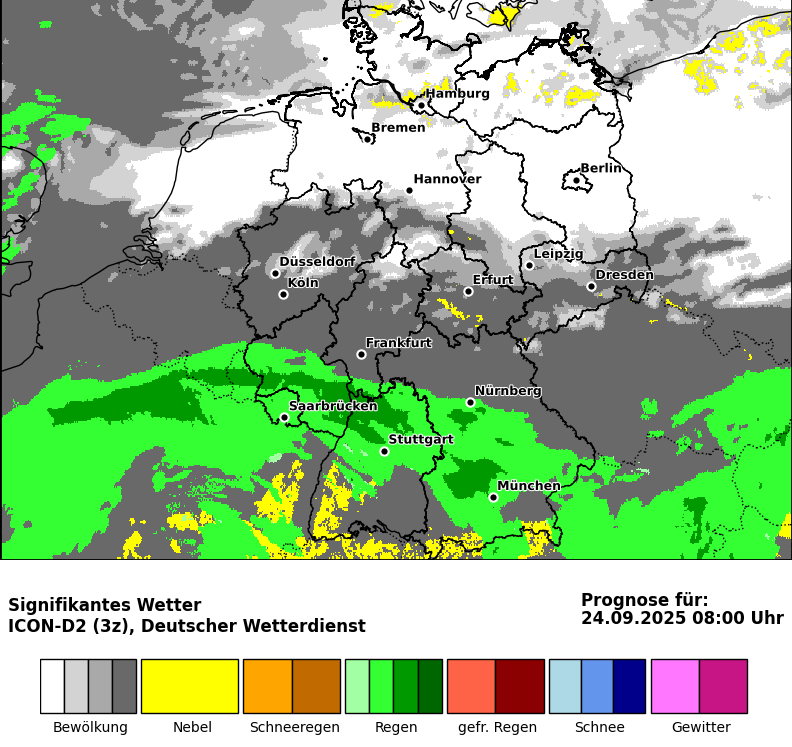 Hamburg
Bremen
Berlin
Hannover
Leipzig
Düsseldorf
Dresden
Erfurt
Köln
Frankfurt
Nürnberg
Saarbrücken
Stuttgart
München
Signifikantes Wetter
ICON-D2 (3z), Deutscher Wetterdienst
Prognose für:
24.09.2025 08:00 Uhr
Bewölkung Nebel Schneeregen Regen gefr. Regen Schnee Gewitter